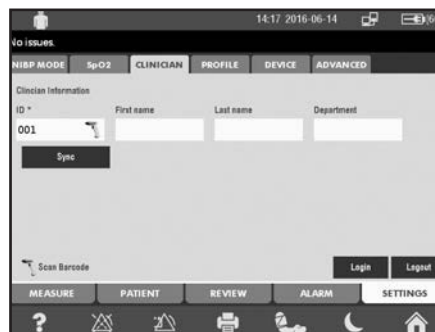 14:17 2016-06-14
No issues.
NIBP MODE SpO2 CLINICIAN PROFILE DEVICE ADVANCED
Clincian Information
ID * First name Last name Department
001
Sync
Scan Barcode Login Logout
MEASURE PATIENT REVIEW ALARM SETTINGS
?